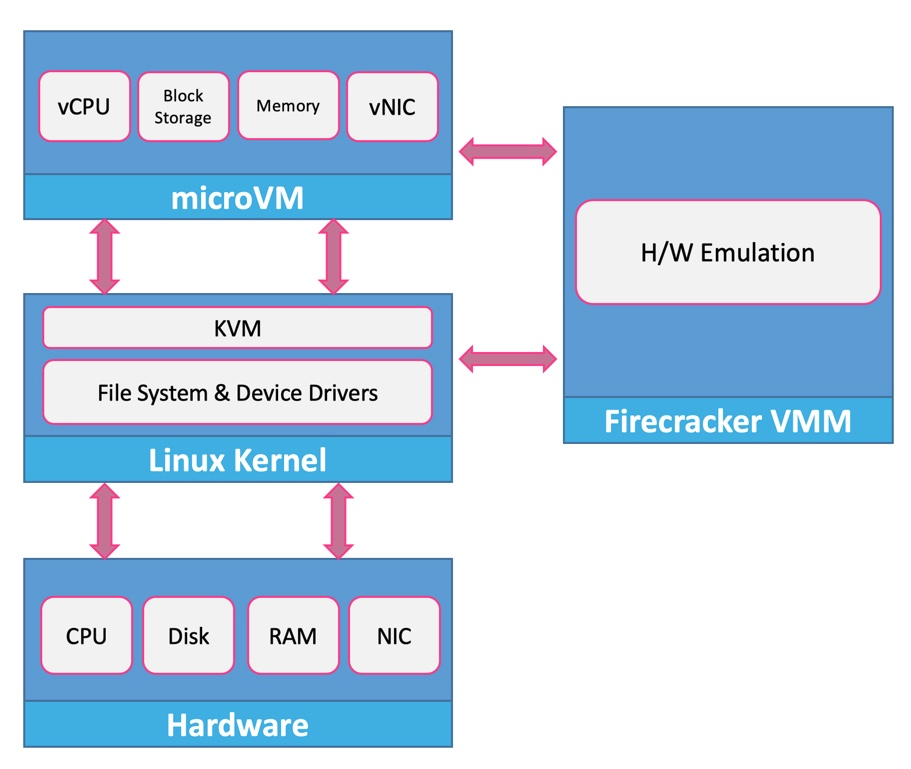 vCPU
Block
Storage
Memory
vNIC
microVM
H/W Emulation
KVM
File System & Device Drivers
Firecracker VMM
Linux Kernel
CPU
Disk
RAM
NIC
Hardware